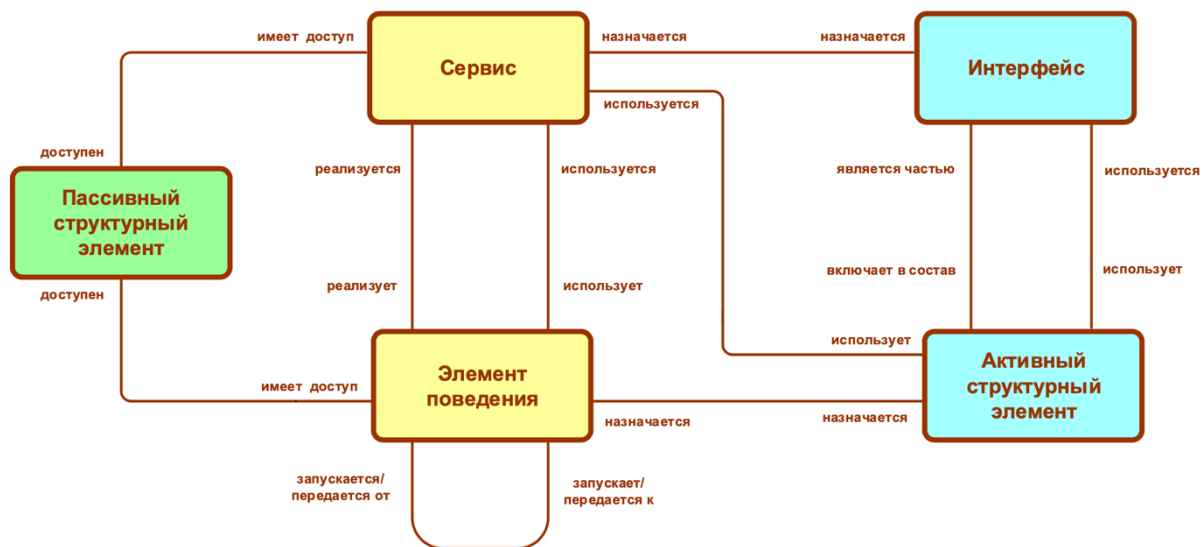 имеет доступ
Сервис
назначается
назначается
Интерфейс
используется
доступен
реализуется
используется
является частью
используется
Пассивный
структурный
элемент
доступен
реализует
использует
включает в состав
использует
имеет доступ
Элемент
поведения
использует
Активный
структурный
элемент
назначается
назначается
запускается/
передается от
запускает/
передается к